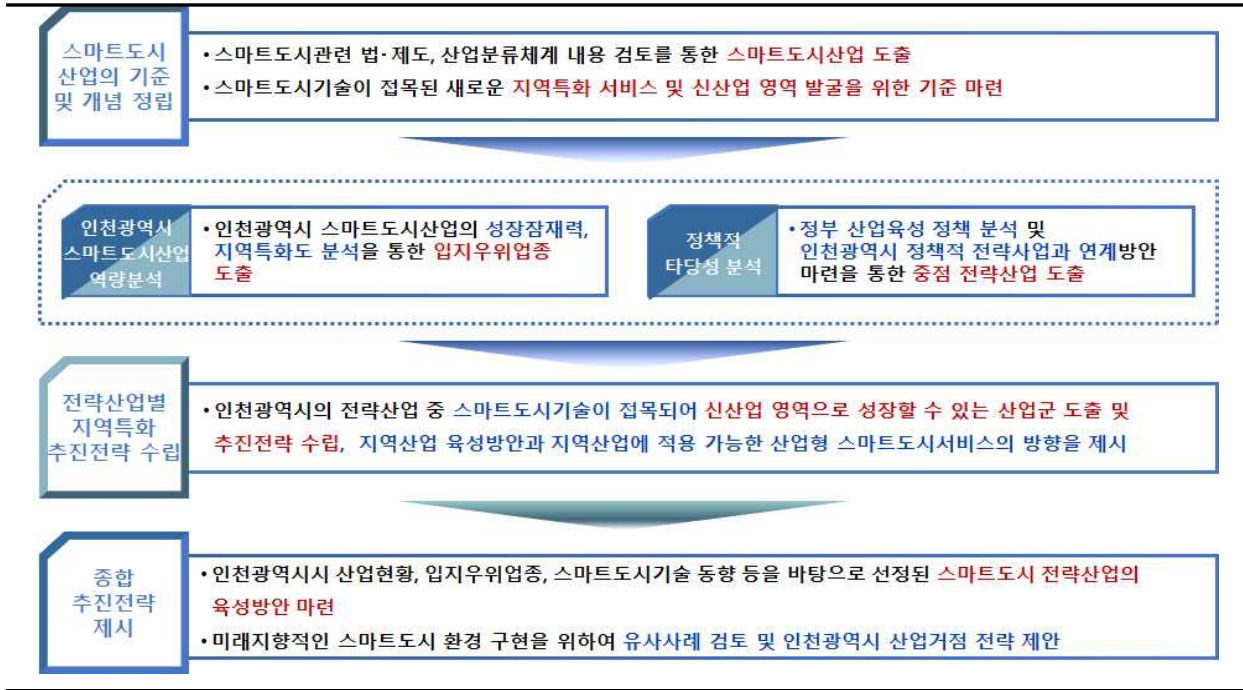 스마트도시
산업의 기준
및 개념 정립
•스마트도시관련 법·제도, 산업분류체계 내용 검토를 통한 스마트도시산업 도출
•스마트도시기술이 접목된 새로운 지역특화 서비스 및 신산업 영역 발굴을 위한 기준 마련
인천광역시
스마트도시산업
역량분석
•인천광역시 스마트도시산업의 성장잠재력,
지역특화도 분석을 통한 입지우위업종
도출
정책적
타당성 분석
•정부 산업육성 정책 분석 및
인천광역시 정책적 전략사업과 연계방안
마련을 통한 중점 전략산업 도출
전략산업별
지역특화
추진전략 수립
•인천광역시의 전략산업 중 스마트도시기술이 접목되어 신산업 영역으로 성장할 수 있는 산업군 도출 및
추진전략 수립, 지역산업 육성방안과 지역산업에 적용 가능한 산업형 스마트도시서비스의 방향을 제시
종합
추진전략
제시
•인천광역시시 산업현황, 입지우위업종, 스마트도시기술 동향 등을 바탕으로 선정된 스마트도시 전략산업의
육성방안 마련
•미래지향적인 스마트도시 환경 구현을 위하여 유사사례 검토 및 인천광역시 산업거점 전략 제안